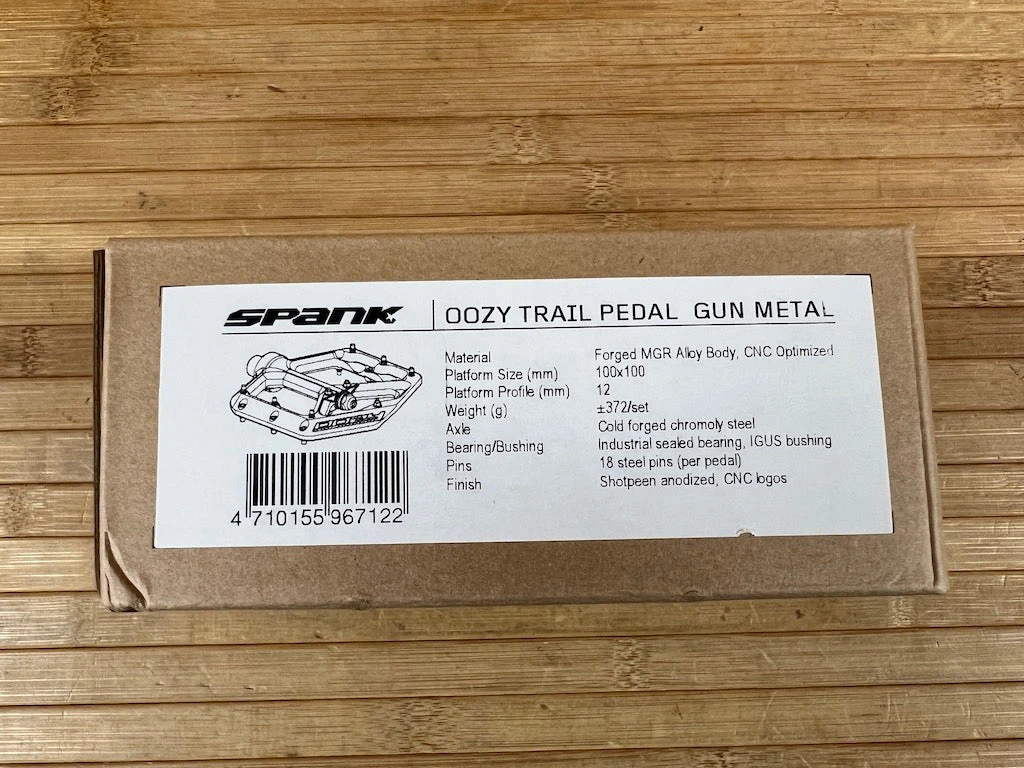 SPANK OOZY TRAIL PEDAL GUN METAL
Material Forged MGR Alloy Body, CNC Optimized
Platform Size (mm) 100x100
Platform Profile (mm) 12
Weight (g) ±372/set
Axle Cold forged chromoly steel
Bearing/Bushing Industrial sealed bearing, IGUS bushing
Pins 18 steel pins (per pedal)
Finish Shotpeen anodized, CNC logos
4 710155 967122